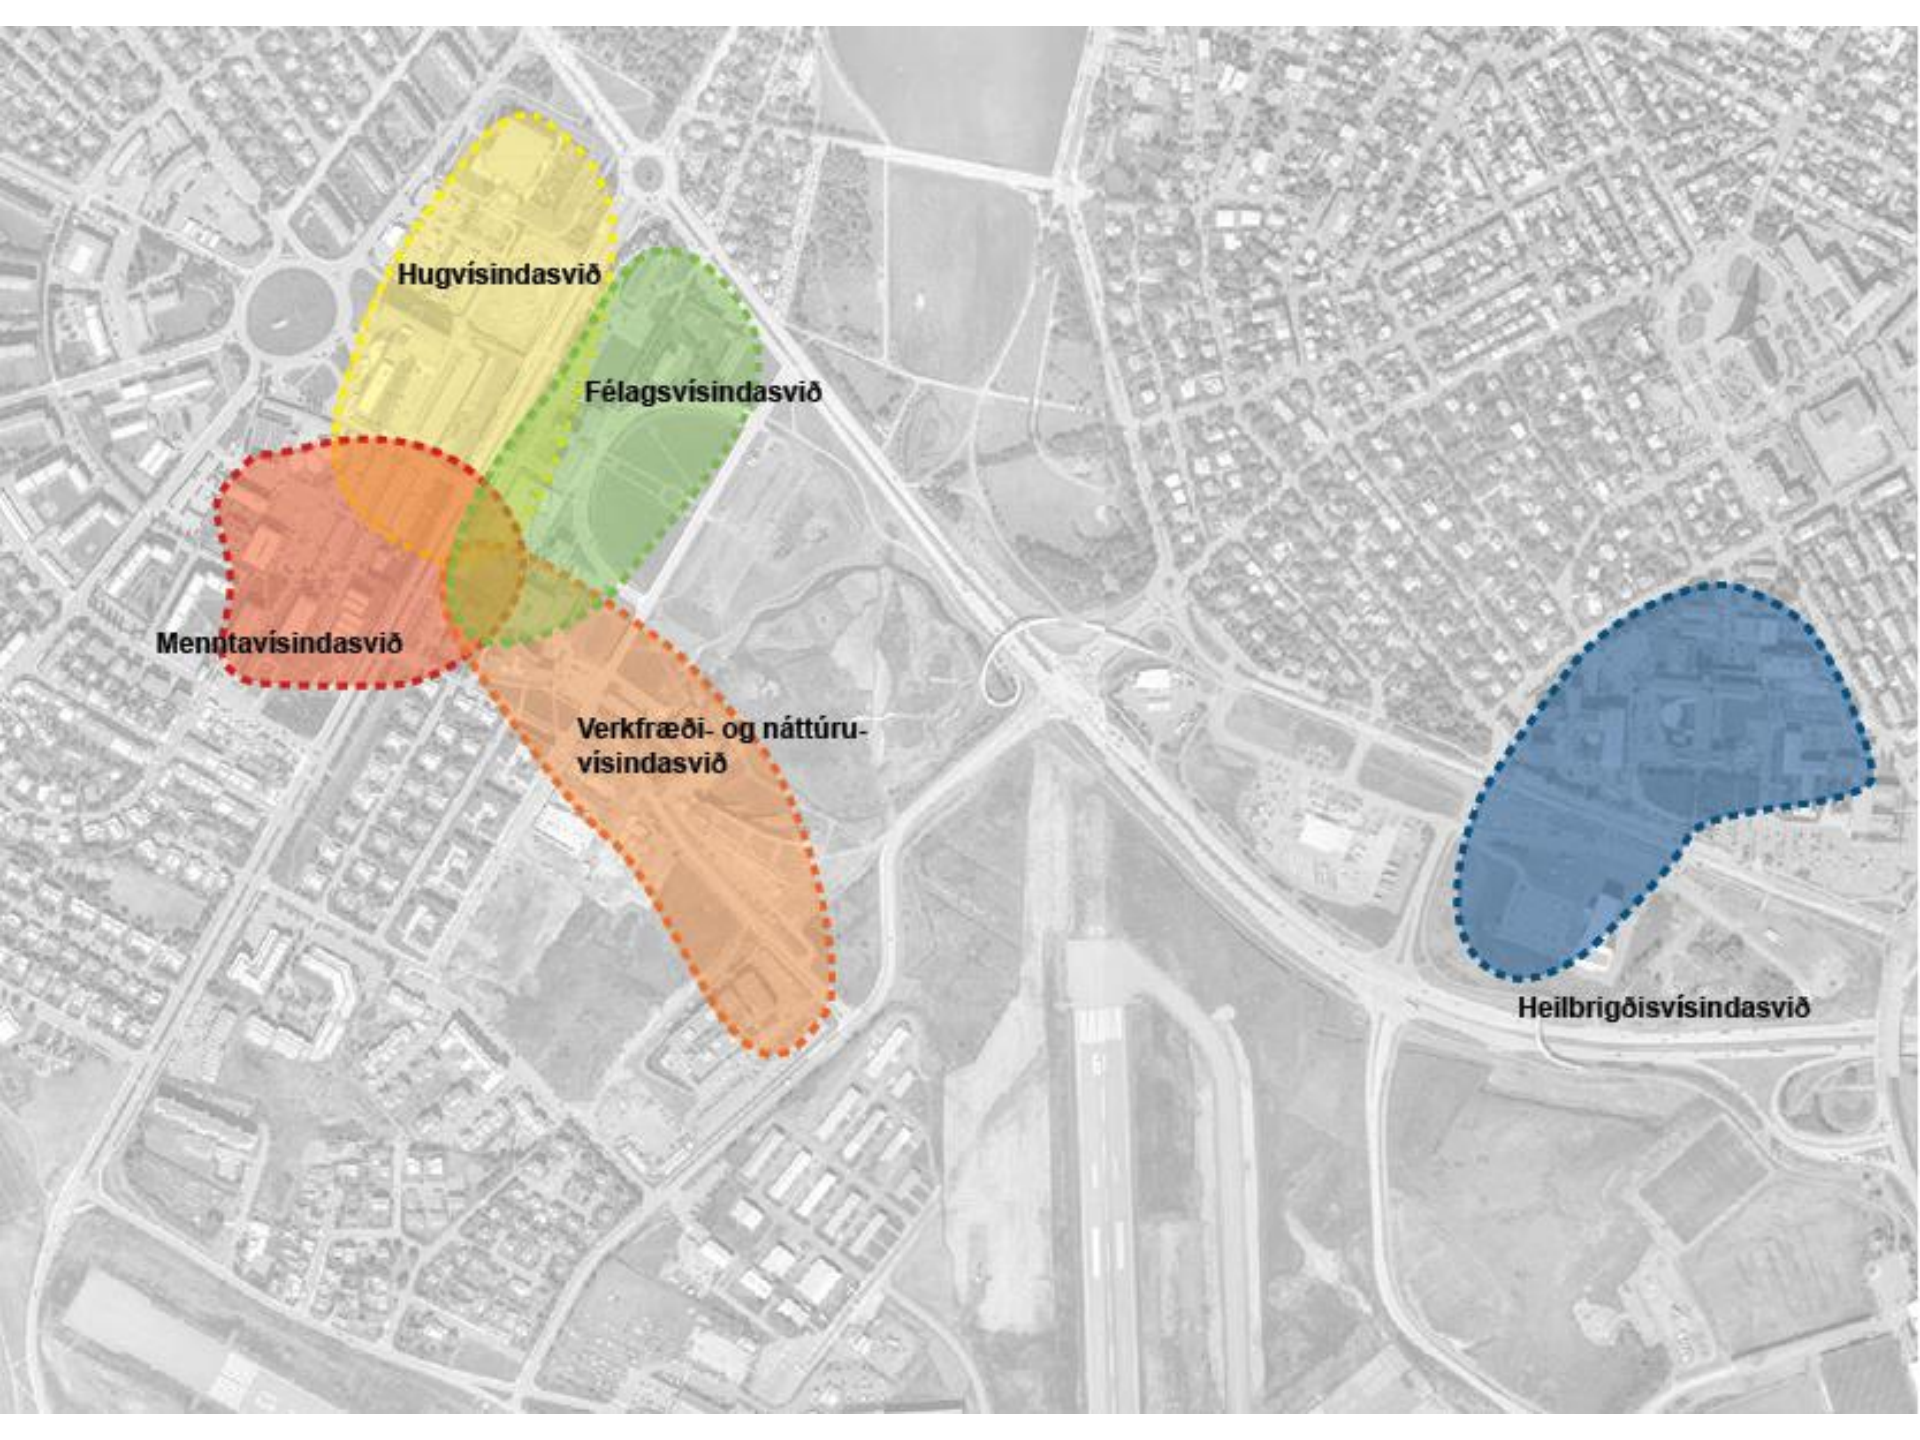 Hugvísindasvið
Félagsvísindasvið
Menntavísindasvið
Verkfræði- og náttúru-
vísindasvið
Heilbrigðisvísindasvið